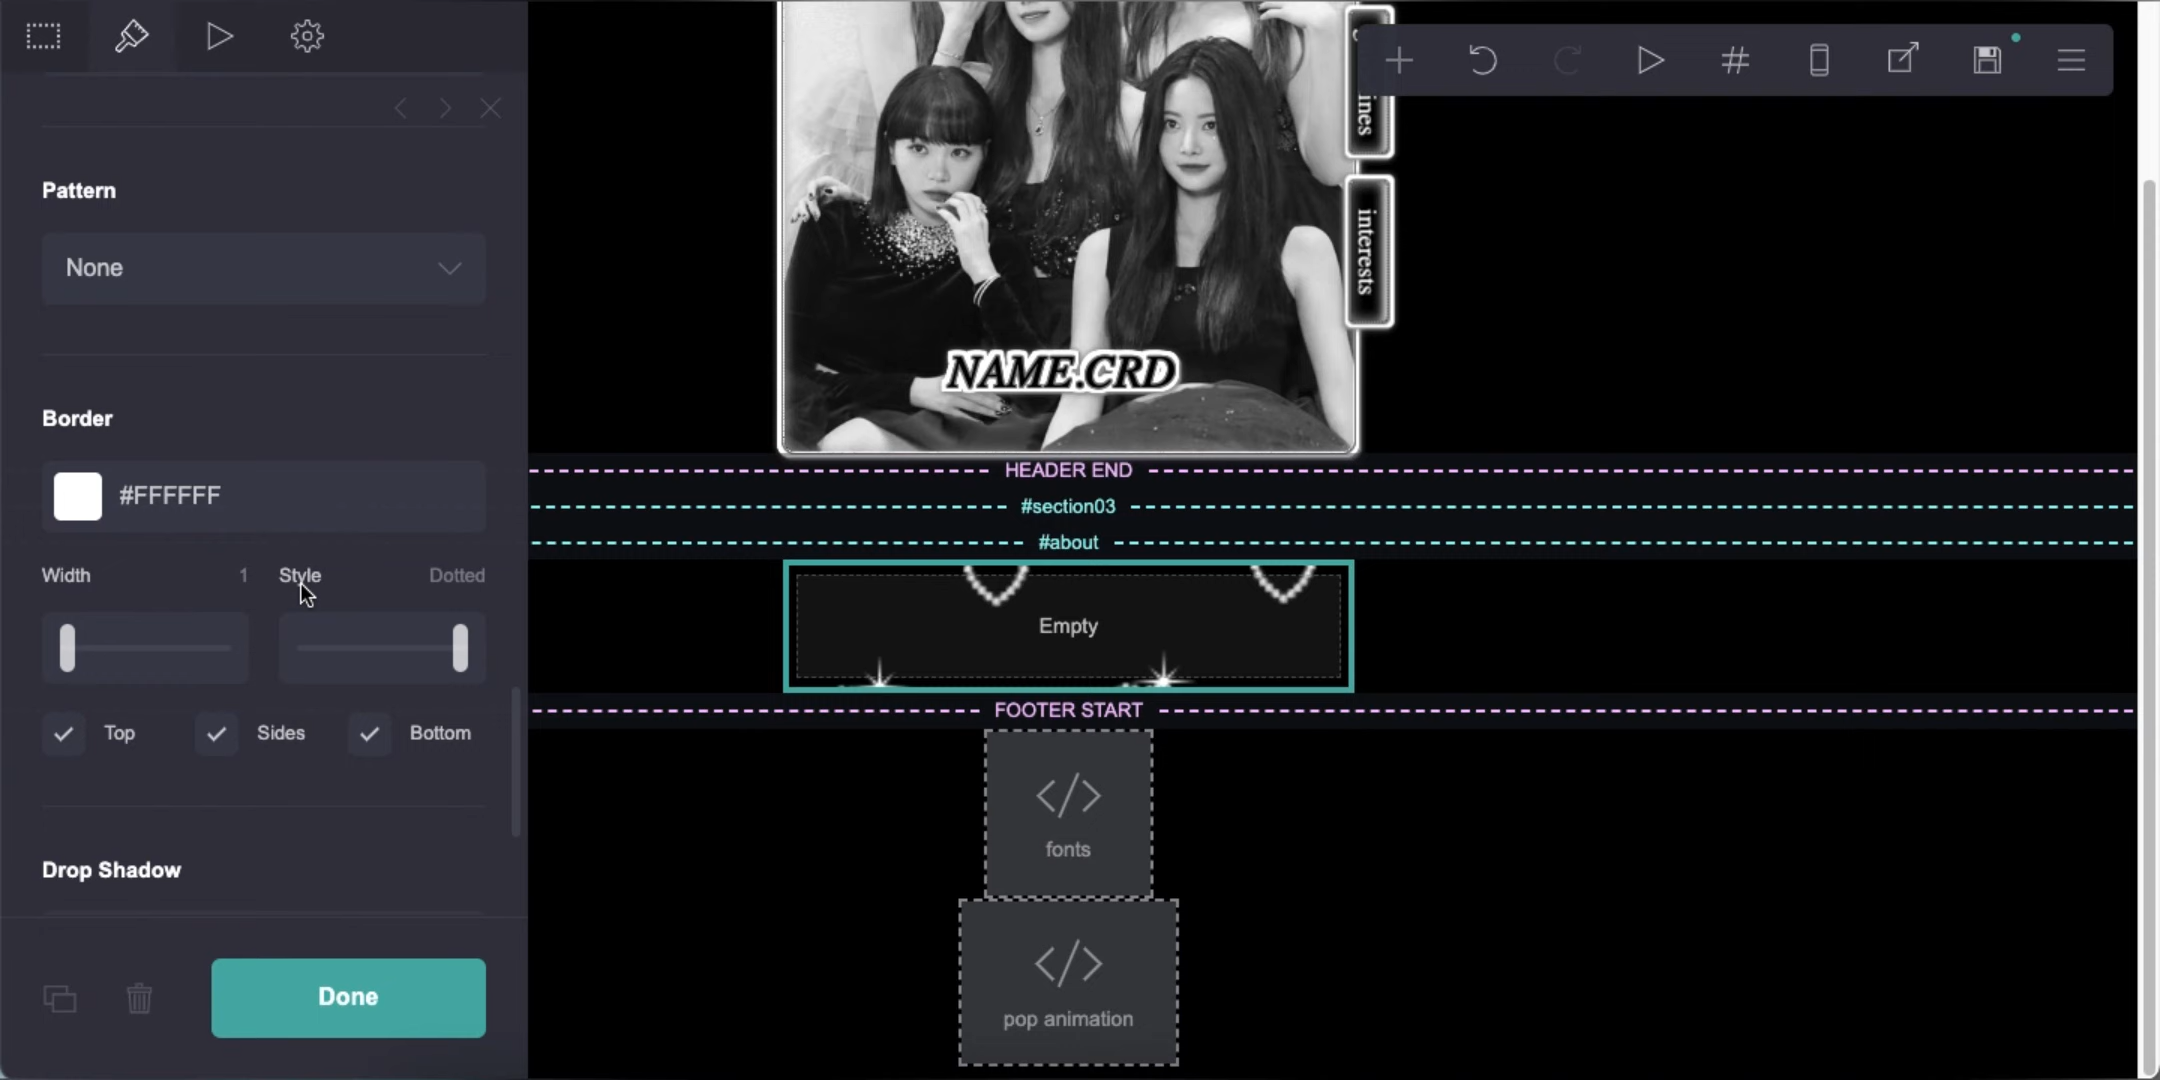 Pattern
None
Border
#FFFFFF
Width 1 Style Dotted
Top Sides Bottom
Drop Shadow
Done
ines
interests
NAME.CRD
HEADER END
#section03
#about
Empty
FOOTER START
fonts
pop animation